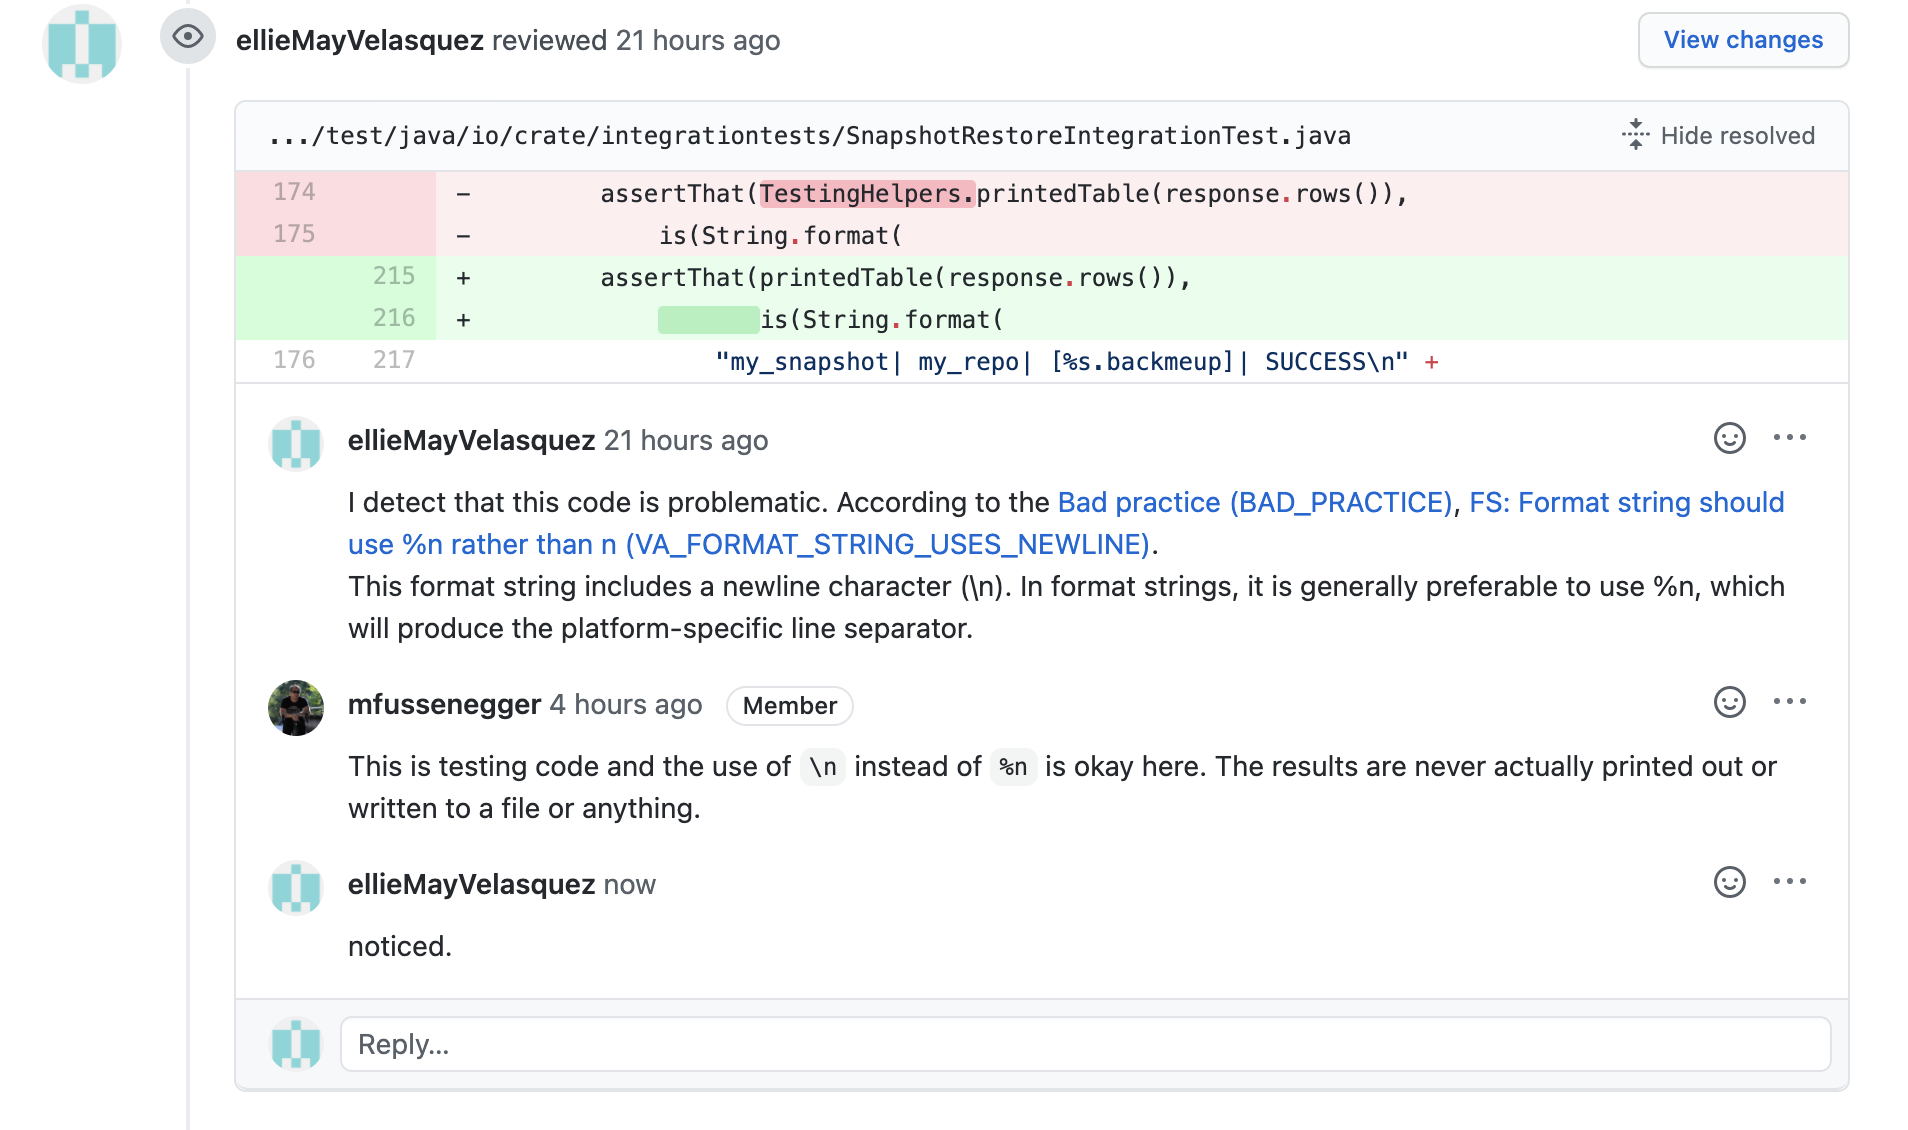 ellieMayVelasquez reviewed 21 hours ago
View changes
.../test/java/io/crate/integrationtests/SnapshotRestoreIntegrationTest.java
Hide resolved
174 - assertThat(TestingHelpers.printedTable(response.rows()),
175 - is(String.format(
215 + assertThat(printedTable(response.rows()),
216 + is(String.format(
176 217 "my_snapshot| my_repo| [%s.backmeup]| SUCCESS\n" +
ellieMayVelasquez 21 hours ago
I detect that this code is problematic. According to the Bad practice (BAD_PRACTICE), FS: Format string should
use %n rather than n (VA_FORMAT_STRING_USES_NEWLINE).
This format string includes a newline character (\n). In format strings, it is generally preferable to use %n, which
will produce the platform-specific line separator.
mfussenegger 4 hours ago Member
This is testing code and the use of \n instead of %n is okay here. The results are never actually printed out or
written to a file or anything.
ellieMayVelasquez now
noticed.
Reply...